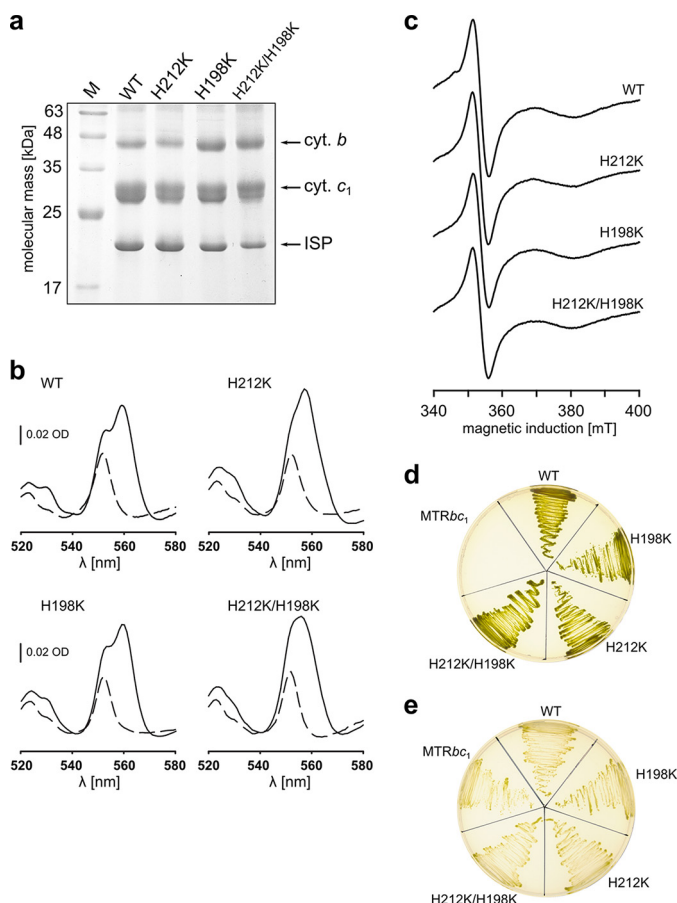 a
M
WT
H212K
H198K
H212K/H198K
molecular mass [kDa]
63
48
35
25
17
cyt. b
cyt. c₁
ISP
b
WT
H212K
0.02 OD
520 540 560 580
λ [nm]
520 540 560 580
λ [nm]
H198K
H212K/H198K
0.02 OD
520 540 560 580
λ [nm]
520 540 560 580
λ [nm]
c
WT
H212K
H198K
H212K/H198K
340 360 380 400
magnetic induction [mT]
d
WT
MTRbc₁
H198K
H212K/H198K
H212K
e
WT
MTRbc₁
H198K
H212K
H212K/H198K